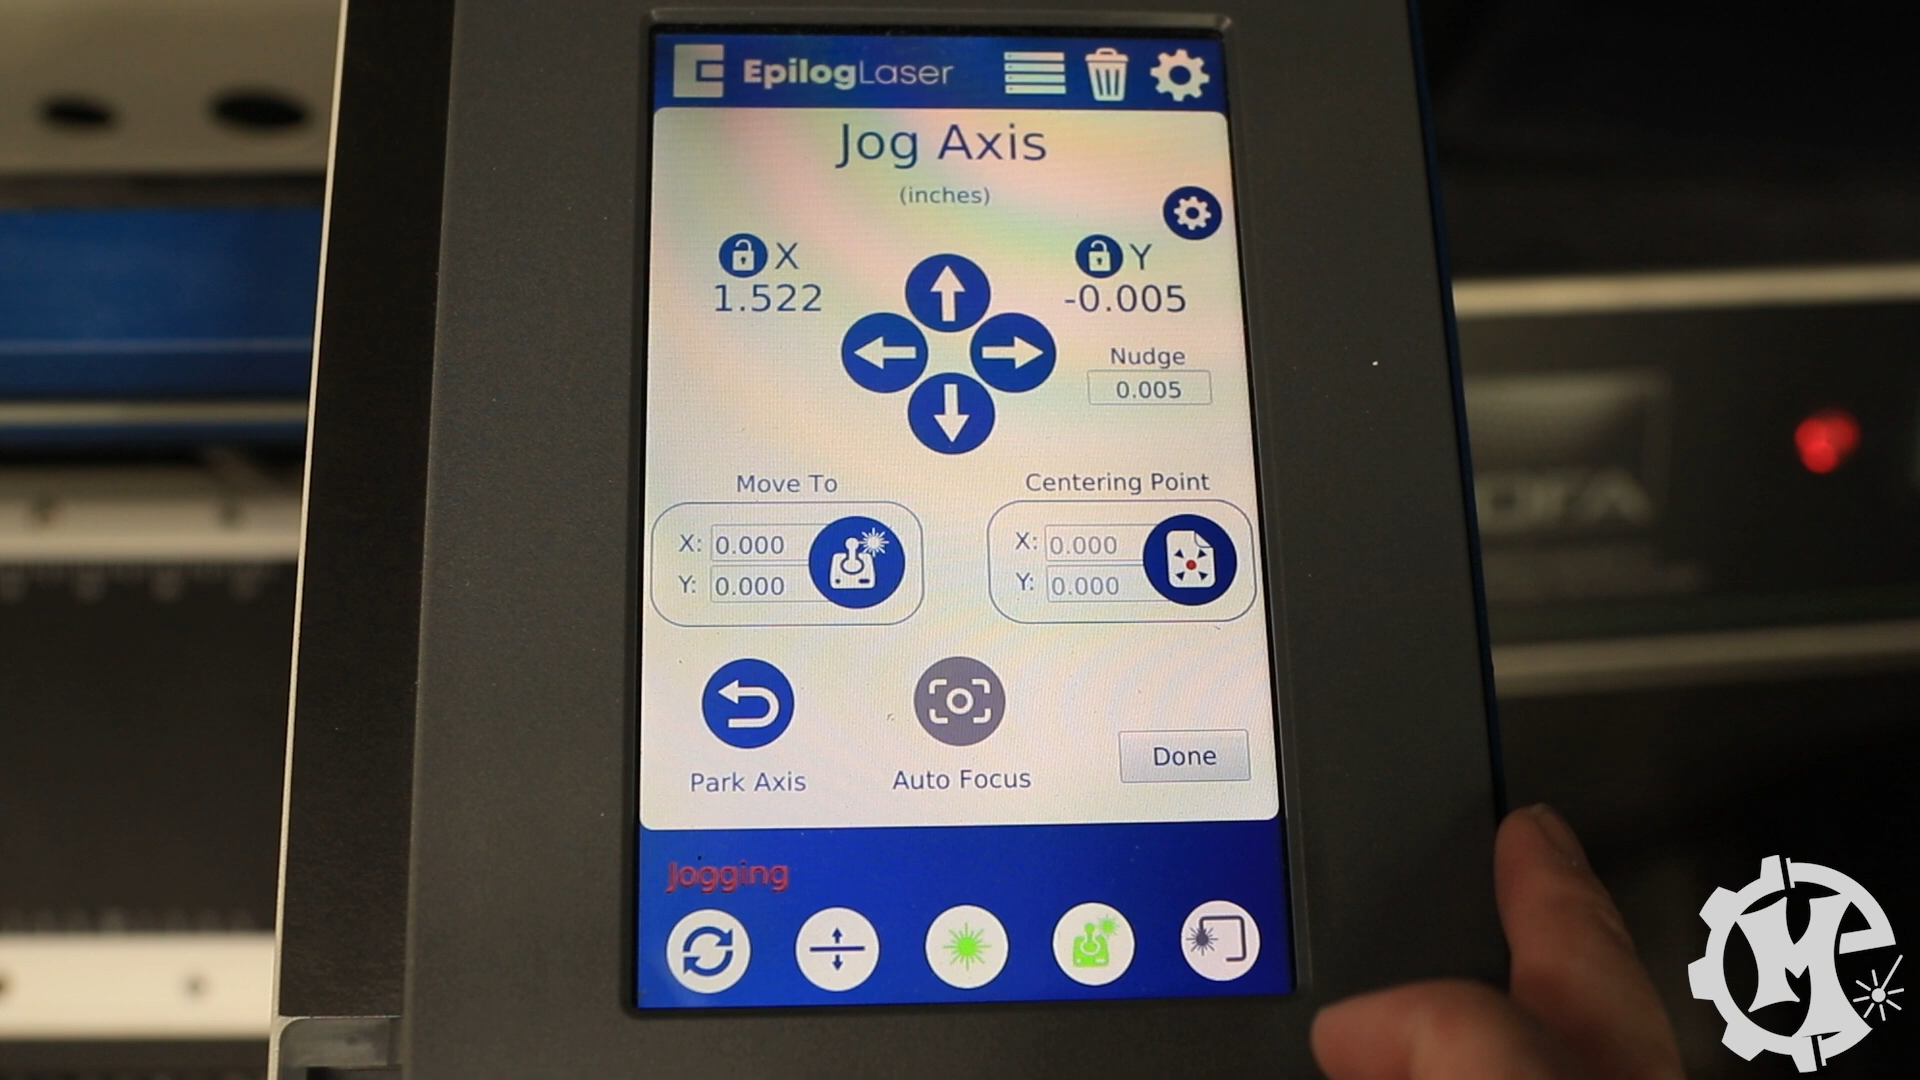 EpilogLaser
Jog Axis
(inches)
X
1.522
Y
-0.005
Nudge
0.005
Move To
X: 0.000
Y: 0.000
Centering Point
X: 0.000
Y: 0.000
Park Axis
Auto Focus
Done
Jogging
M